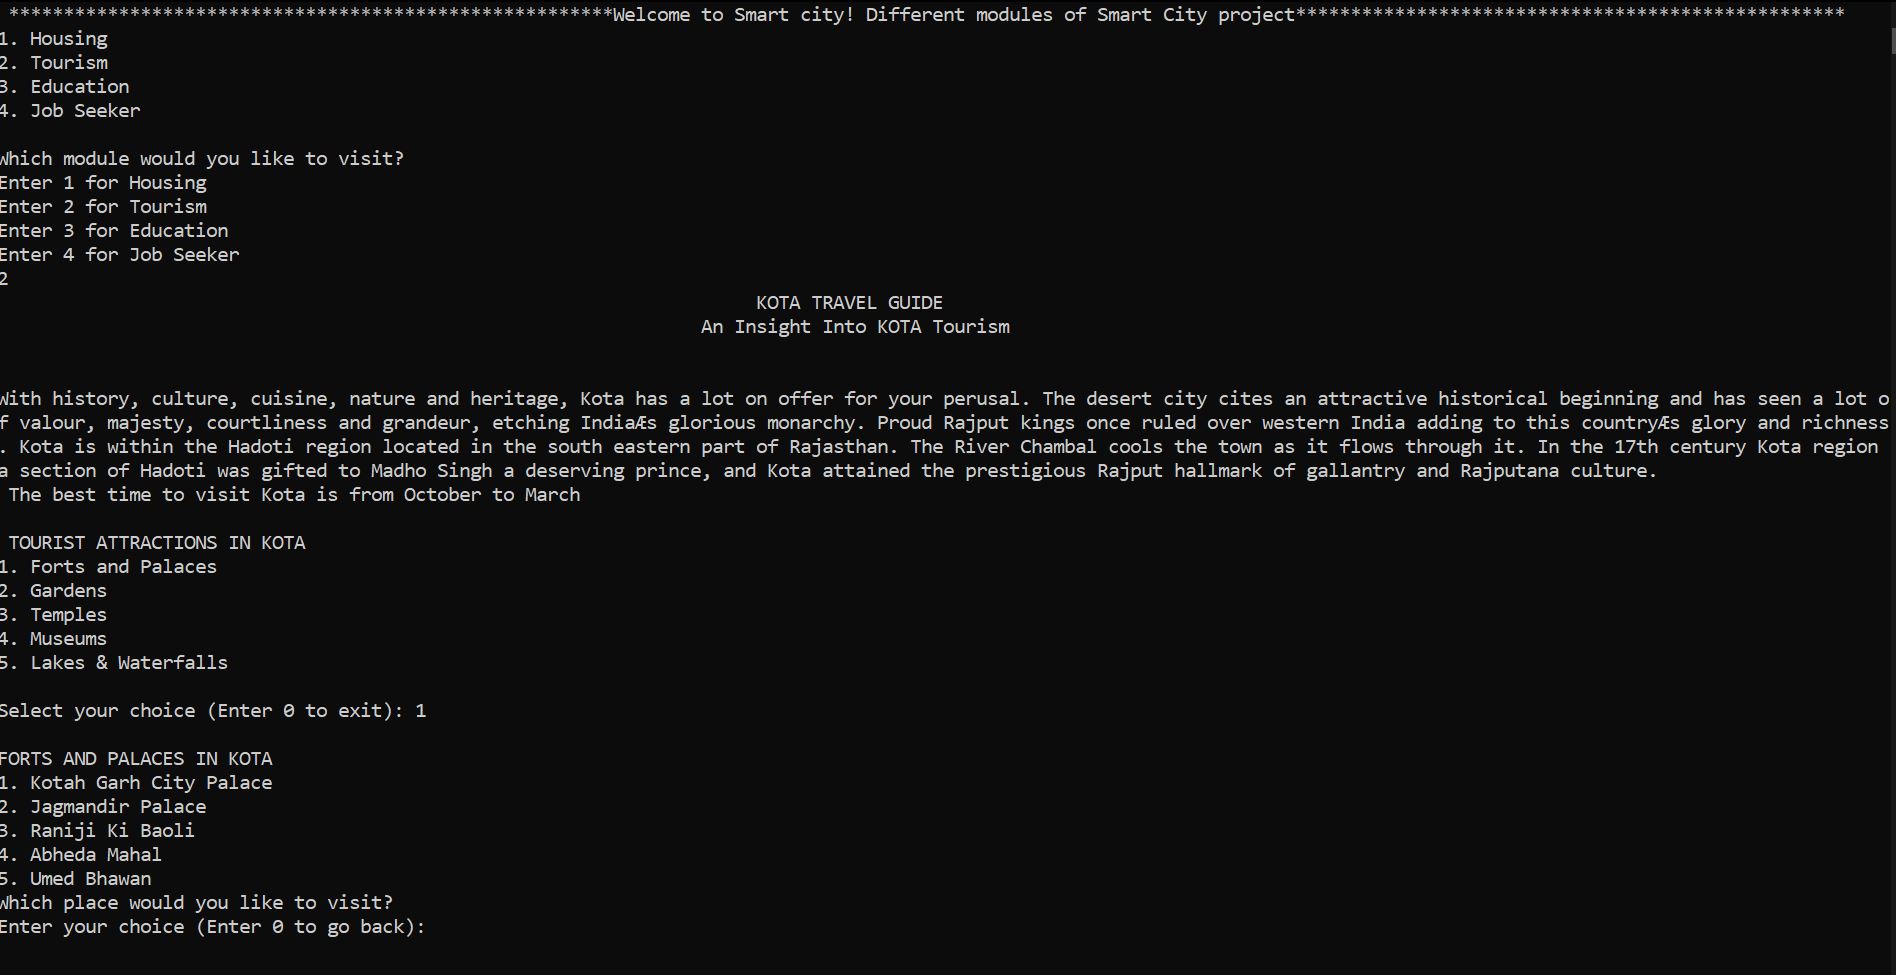 *******************************************************Welcome to Smart city! Different modules of Smart City project**************************************************
1. Housing
2. Tourism
3. Education
4. Job Seeker
Which module would you like to visit?
Enter 1 for Housing
Enter 2 for Tourism
Enter 3 for Education
Enter 4 for Job Seeker
2
KOTA TRAVEL GUIDE
An Insight Into KOTA Tourism
With history, culture, cuisine, nature and heritage, Kota has a lot on offer for your perusal. The desert city cites an attractive historical beginning and has seen a lot o
f valour, majesty, courtliness and grandeur, etching IndiaÆs glorious monarchy. Proud Rajput kings once ruled over western India adding to this countryÆs glory and richness
. Kota is within the Hadoti region located in the south eastern part of Rajasthan. The River Chambal cools the town as it flows through it. In the 17th century Kota region
a section of Hadoti was gifted to Madho Singh a deserving prince, and Kota attained the prestigious Rajput hallmark of gallantry and Rajputana culture.
The best time to visit Kota is from October to March
TOURIST ATTRACTIONS IN KOTA
1. Forts and Palaces
2. Gardens
3. Temples
4. Museums
5. Lakes & Waterfalls
Select your choice (Enter 0 to exit): 1
FORTS AND PALACES IN KOTA
1. Kotah Garh City Palace
2. Jagmandir Palace
3. Raniji Ki Baoli
4. Abheda Mahal
5. Umed Bhawan
Which place would you like to visit?
Enter your choice (Enter 0 to go back):